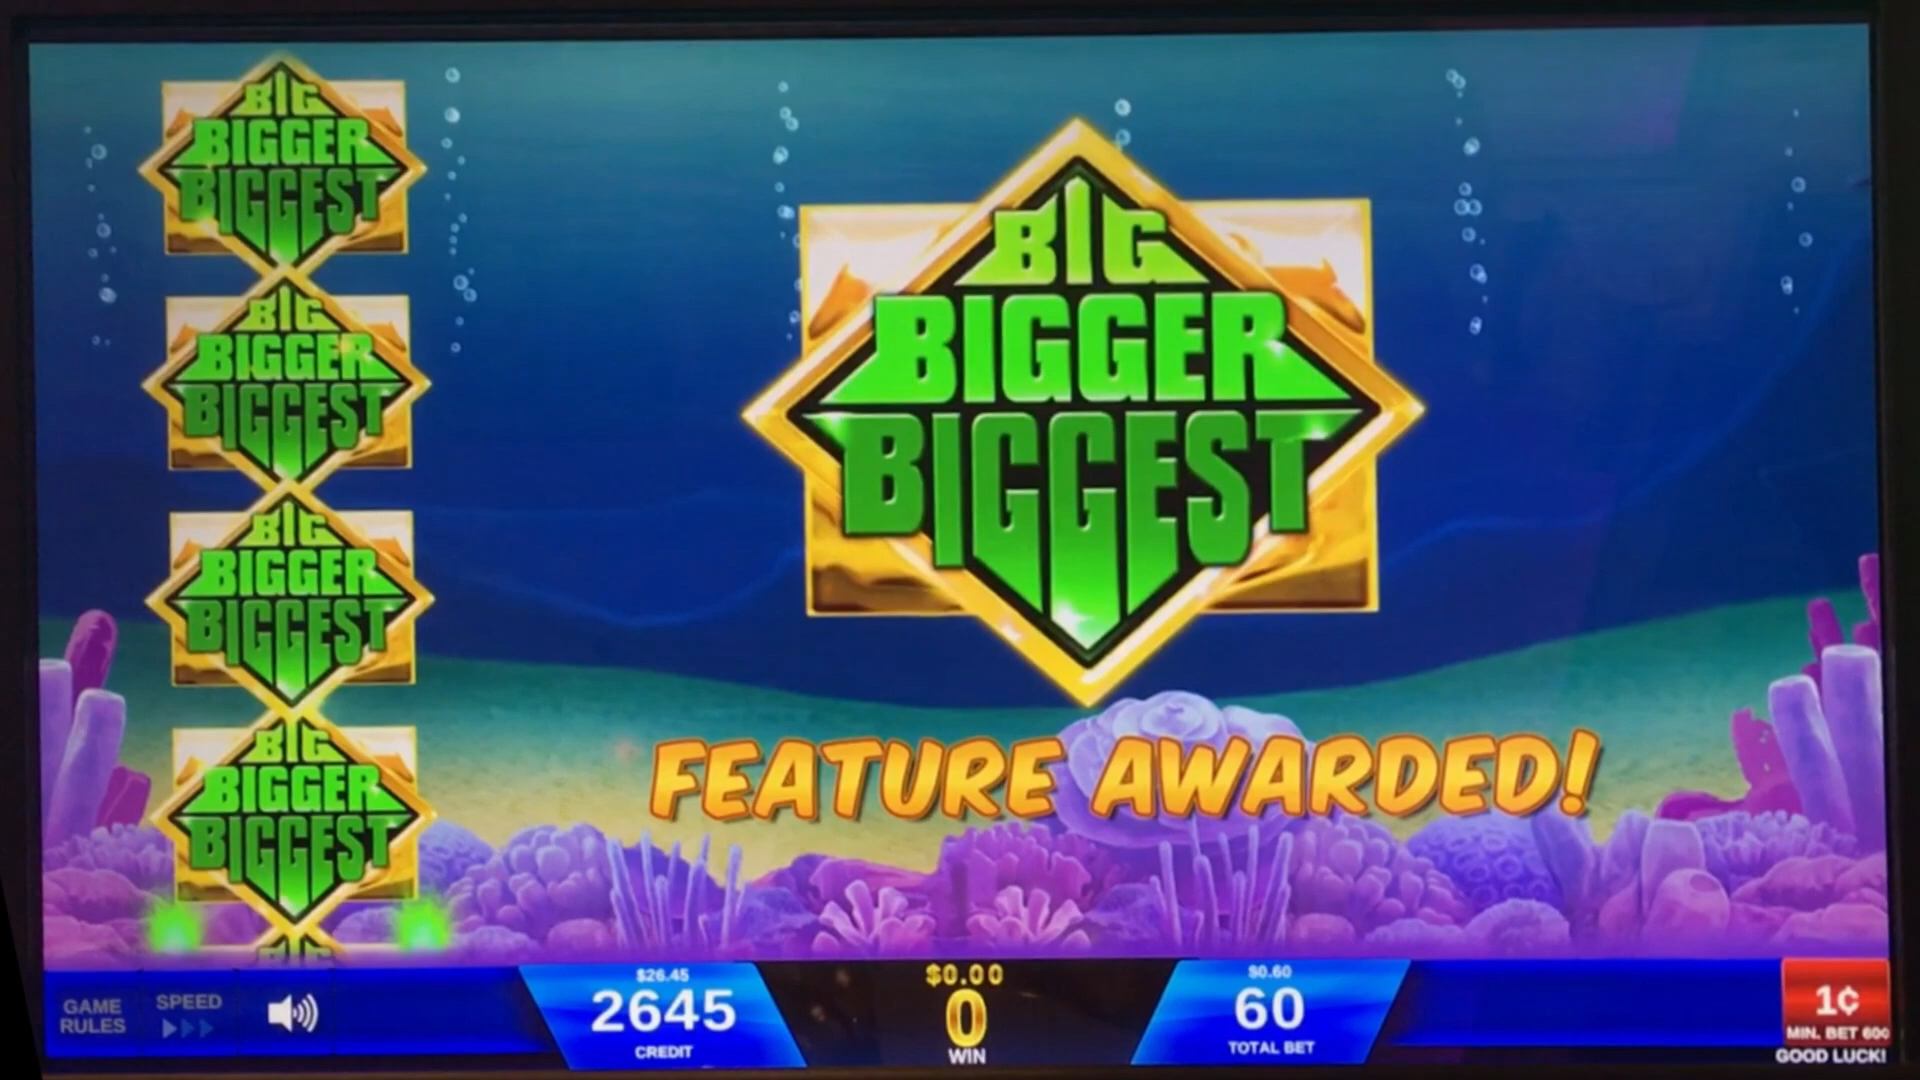 BIG
BIGGER
BIGGEST
BIG
BIGGER
BIGGEST
BIG
BIGGER
BIGGEST
BIG
BIGGER
BIGGEST
BIG
BIG
BIGGER
BIGGEST
FEATURE AWARDED!
GAME
RULES
SPEED
$26.45
2645
CREDIT
$0.00
0
WIN
$0.60
60
TOTAL BET
1¢
MIN. BET 60¢
GOOD LUCK!